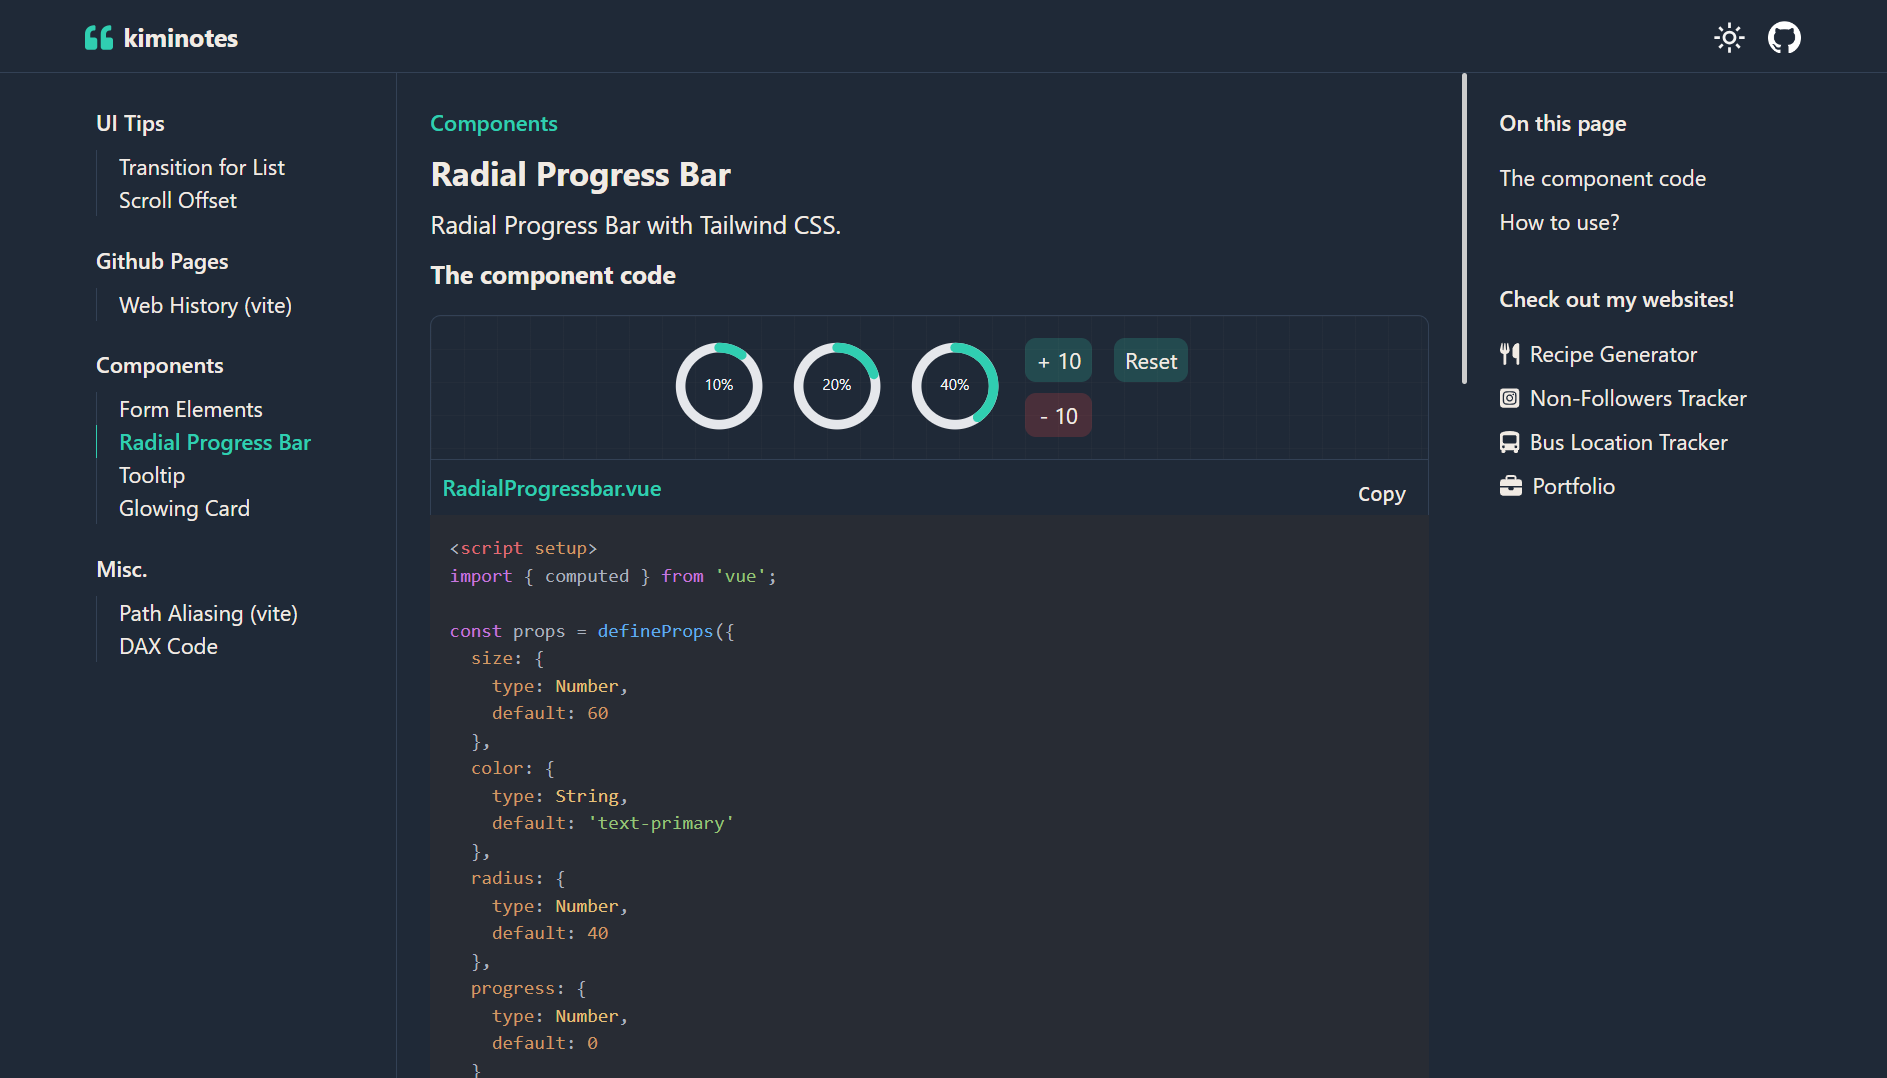 kiminotes
UI Tips
Transition for List
Scroll Offset
Github Pages
Web History (vite)
Components
Form Elements
Radial Progress Bar
Tooltip
Glowing Card
Misc.
Path Aliasing (vite)
DAX Code
Components
Radial Progress Bar
Radial Progress Bar with Tailwind CSS.
The component code
10%
20%
40%
+ 10
Reset
- 10
RadialProgressbar.vue
Copy
<script setup>
import { computed } from 'vue';
const props = defineProps({
  size: {
    type: Number,
    default: 60
  },
  color: {
    type: String,
    default: 'text-primary'
  },
  radius: {
    type: Number,
    default: 40
  },
  progress: {
    type: Number,
    default: 0
  }
On this page
The component code
How to use?
Check out my websites!
Recipe Generator
Non-Followers Tracker
Bus Location Tracker
Portfolio